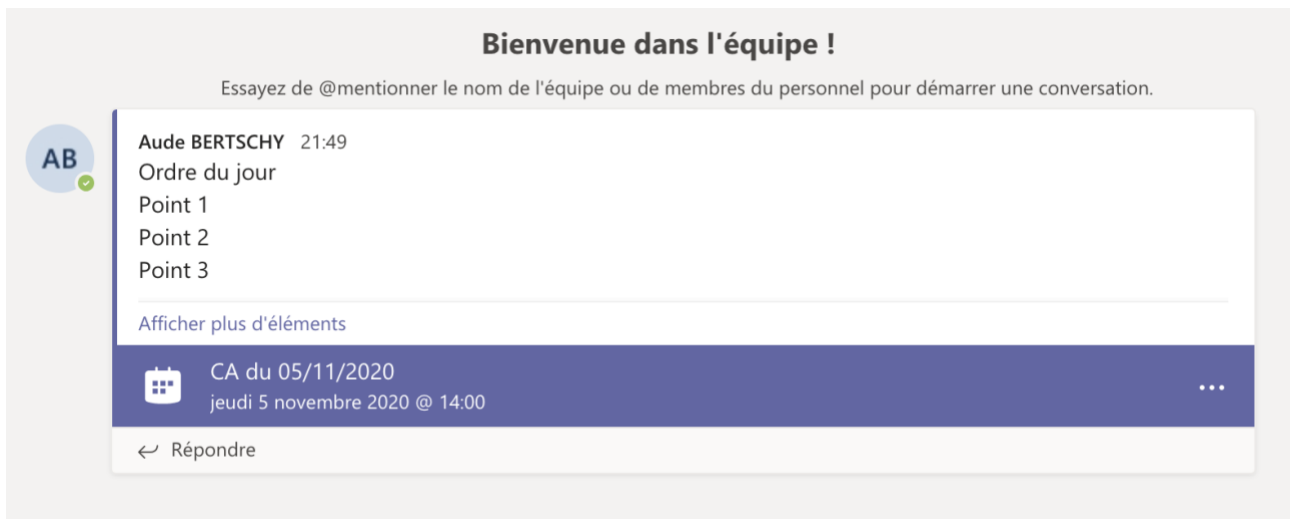 Bienvenue dans l'équipe !
Essayez de @mentionner le nom de l'équipe ou de membres du personnel pour démarrer une conversation.
AB
Aude BERTSCHY 21:49
Ordre du jour
Point 1
Point 2
Point 3
Afficher plus d'éléments
CA du 05/11/2020
jeudi 5 novembre 2020 @ 14:00
Répondre